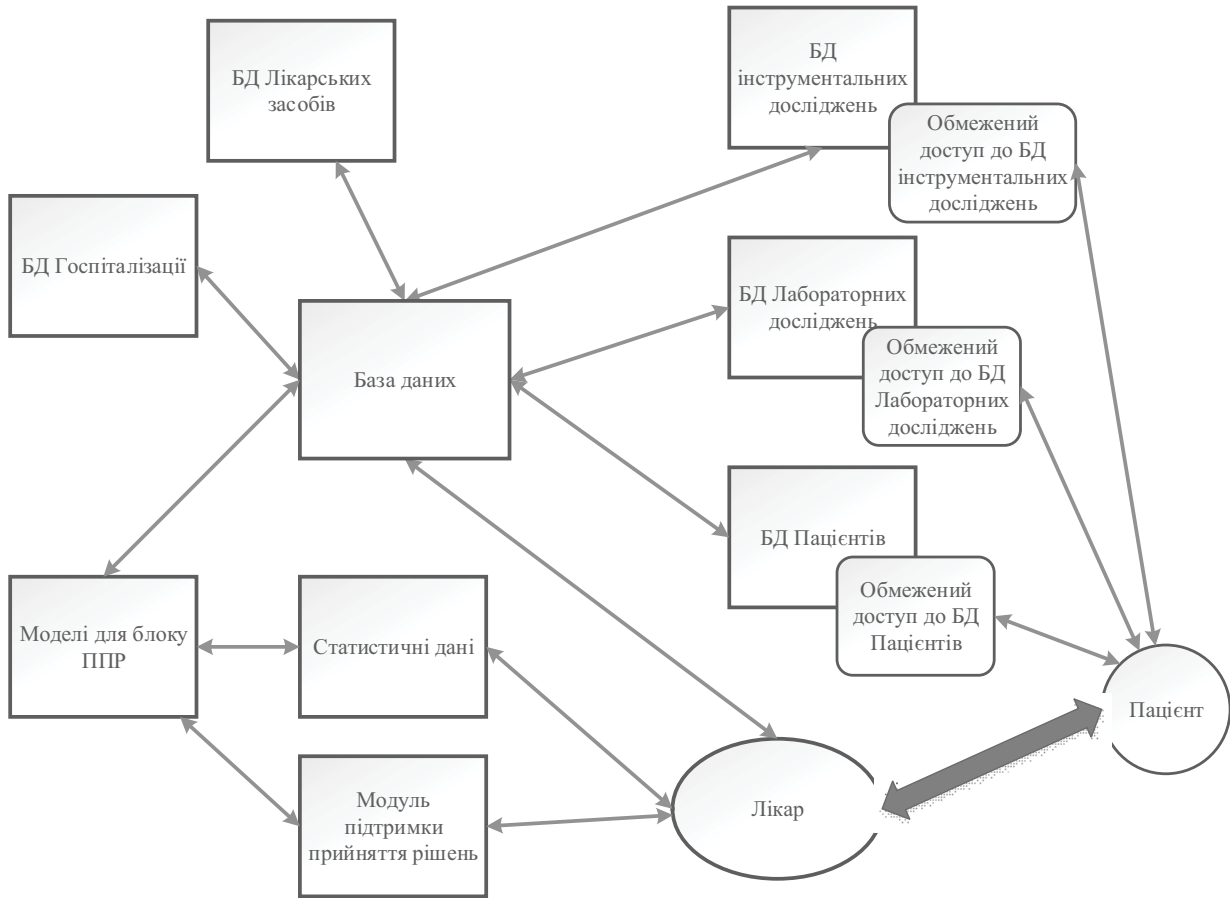 БД Лікарських
засобів
БД
інструментальних
досліджень
Обмежений
доступ до БД
інструментальних
досліджень
БД Госпіталізації
БД Лабораторних
досліджень
Обмежений
доступ до БД
Лабораторних
досліджень
База даних
БД Пацієнтів
Обмежений
доступ до БД
Пацієнтів
Моделі для блоку
ППР
Статистичні дані
Пацієнт
Модуль
підтримки
прийняття рішень
Лікар